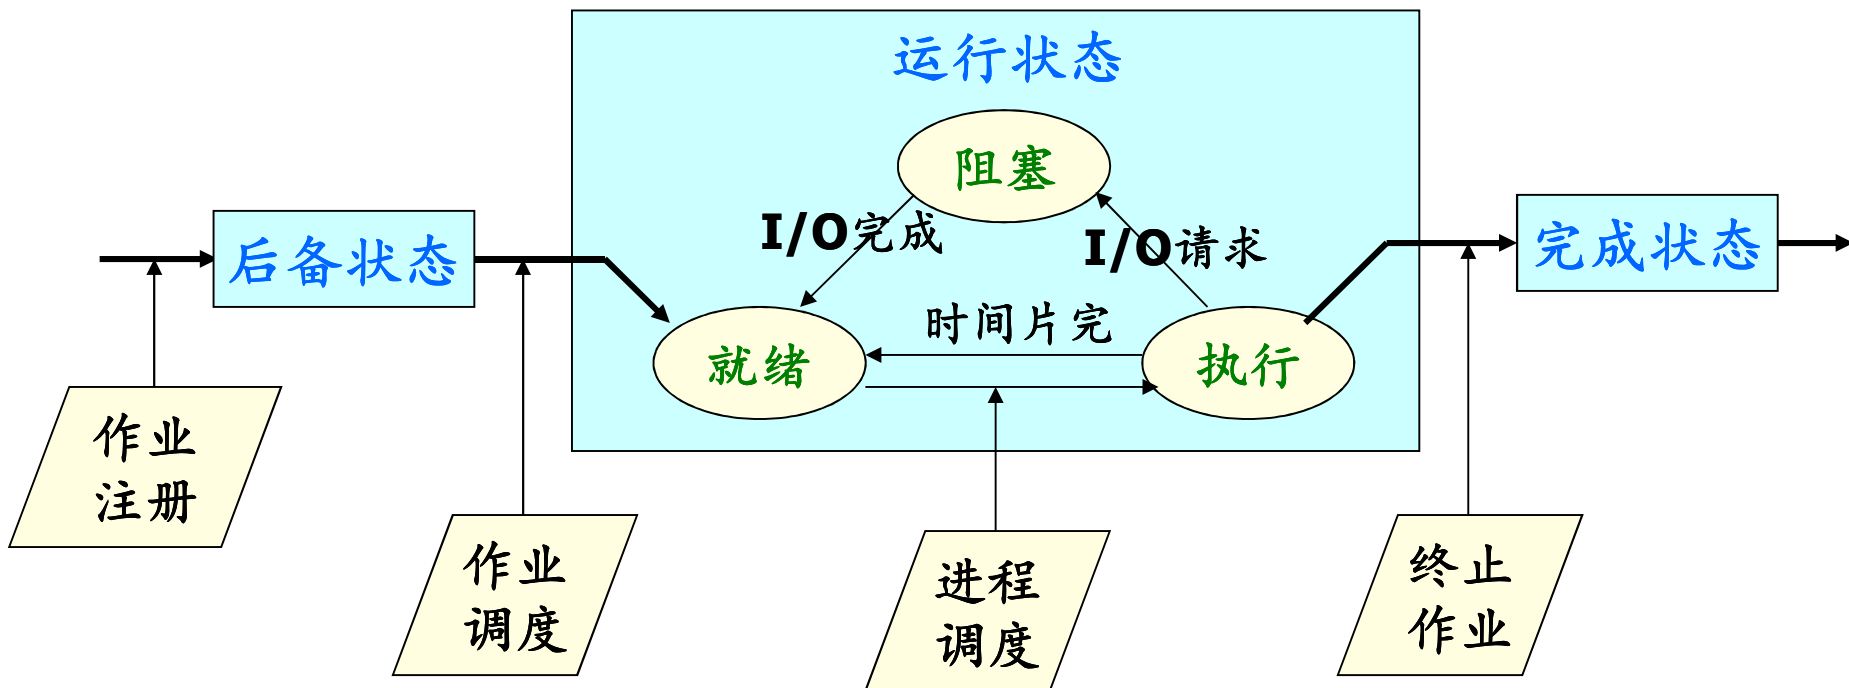 运行状态
阻塞
I/O完成
I/O请求
后备状态
完成状态
时间片完
就绪
执行
作业
注册
作业
调度
进程
调度
终止
作业